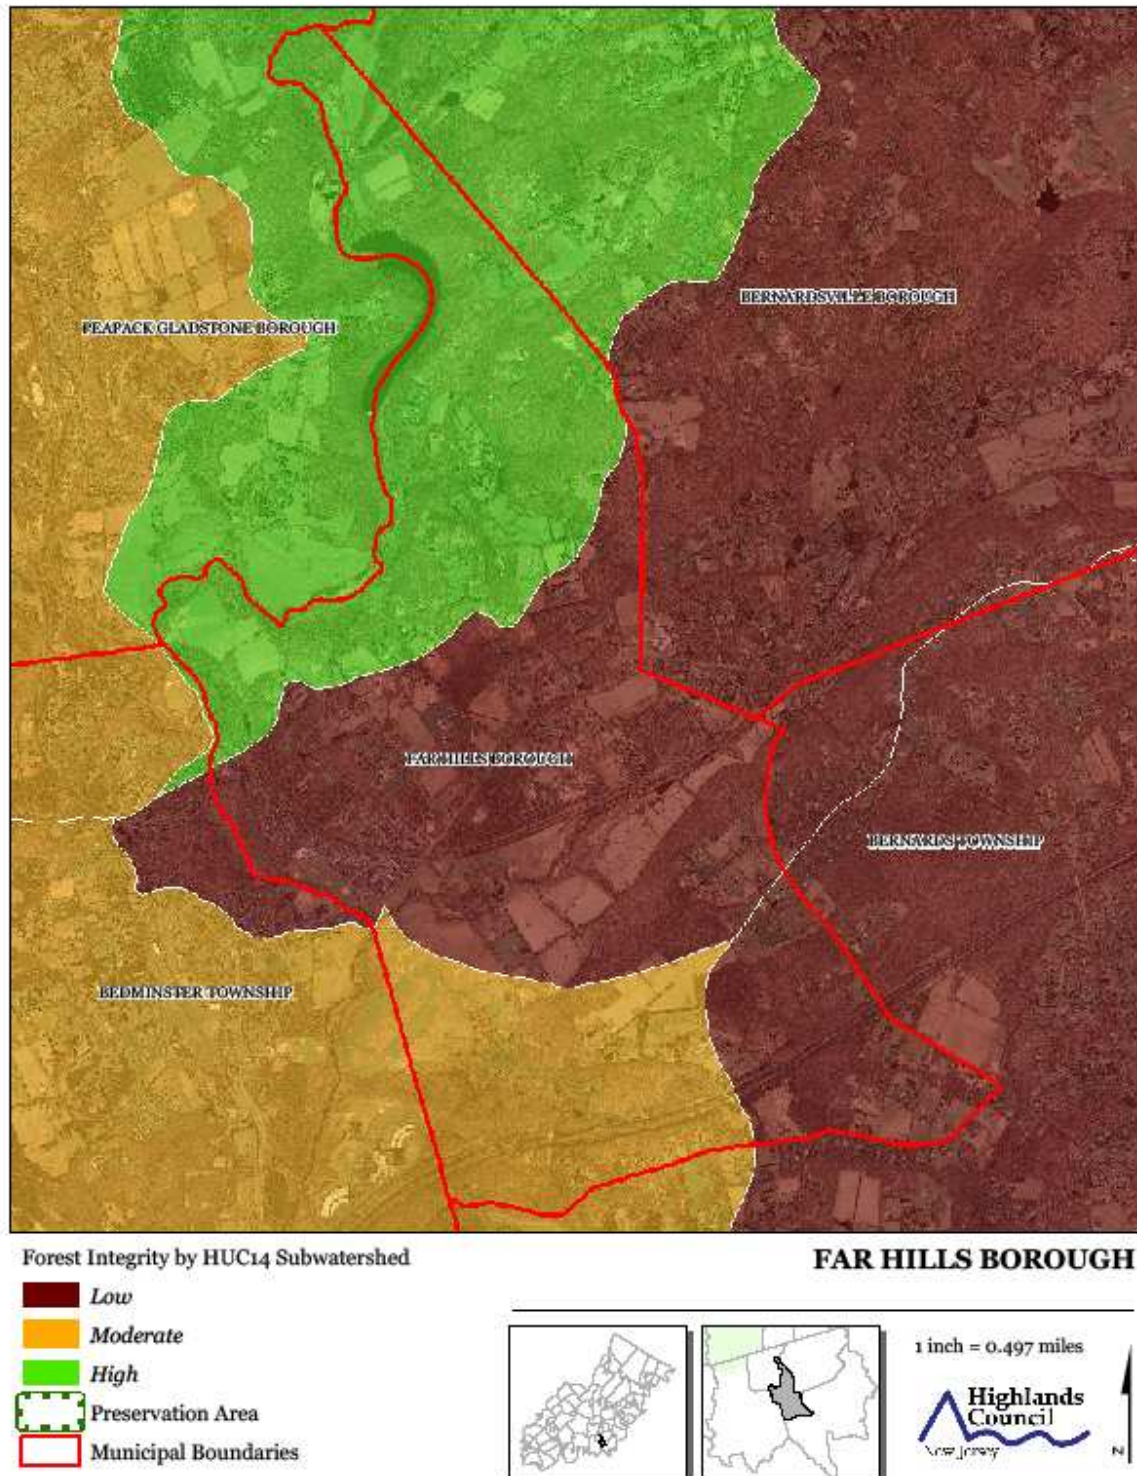 PEAPACK GLADSTONE BOROUGH
BERNARDSVILLE BOROUGH
FAR HILLS BOROUGH
BERNARDS TOWNSHIP
BEDMINSTER TOWNSHIP
Forest Integrity by HUC14 Subwatershed
Low
Moderate
High
Preservation Area
Municipal Boundaries
FAR HILLS BOROUGH
1 inch = 0.497 miles
Highlands
Council
New Jersey
N